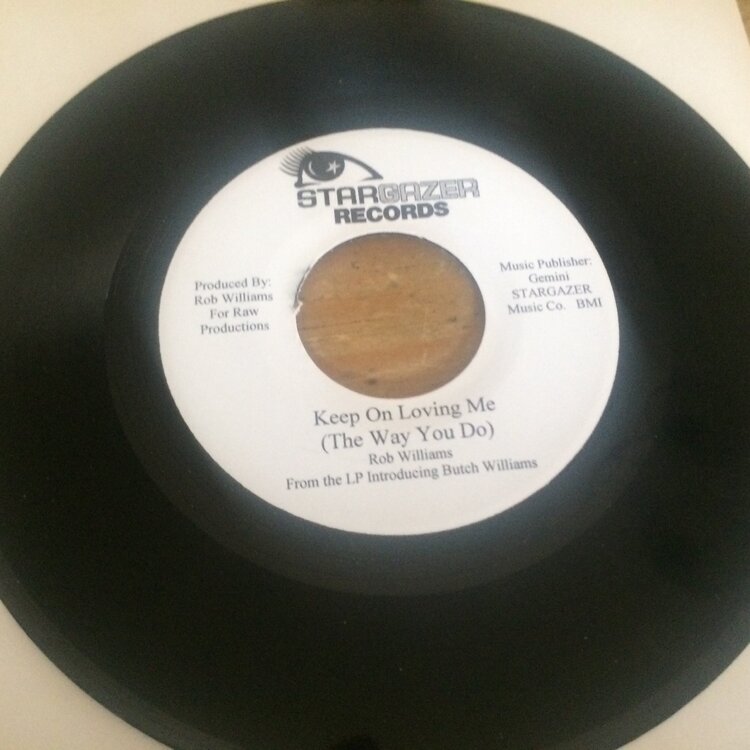 STARGAZER
RECORDS
Produced By:
Rob Williams
For Raw
Productions
Music Publisher:
Gemini
STARGAZER
Music Co. BMI
Keep On Loving Me
(The Way You Do)
Rob Williams
From the LP Introducing Butch Williams